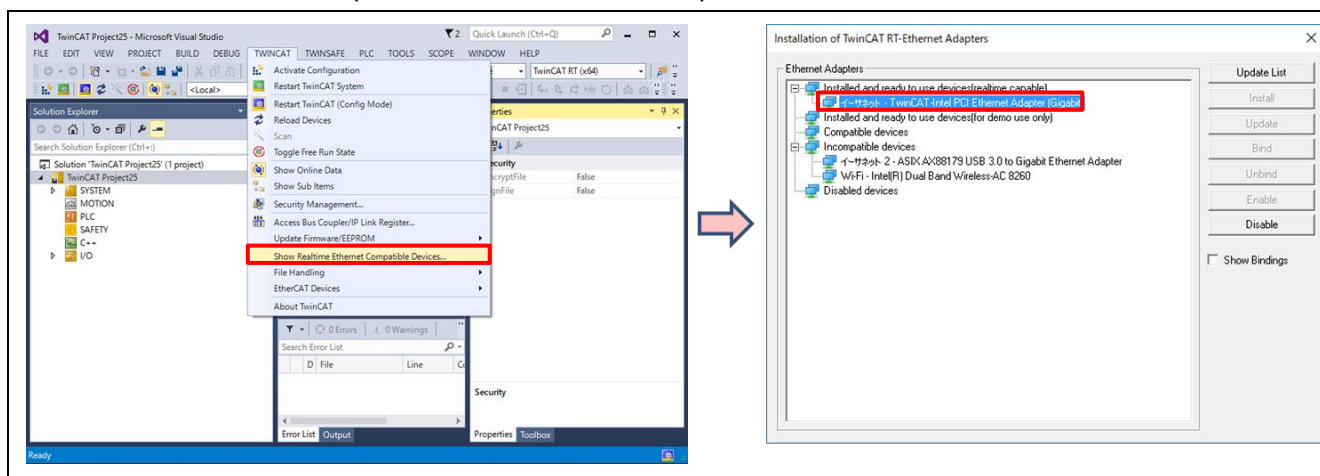 TwinCAT Project25 - Microsoft Visual Studio
2
Quick Launch (Ctrl+Q)
FILE EDIT VIEW PROJECT BUILD DEBUG TWINCAT TWINSAFE PLC TOOLS SCOPE WINDOW HELP
TwinCAT RT (x64)
<Local>
Solution Explorer
Search Solution Explorer (Ctrl+:)
Solution 'TwinCAT Project25' (1 project)
TwinCAT Project25
SYSTEM
MOTION
PLC
SAFETY
C++
I/O
Activate Configuration
Restart TwinCAT System
Restart TwinCAT (Config Mode)
Reload Devices
Scan
Toggle Free Run State
Show Online Data
Show Sub Items
Security Management...
Access Bus Coupler/IP Link Register...
Update Firmware/EEPROM
Show Realtime Ethernet Compatible Devices...
File Handling
EtherCAT Devices
About TwinCAT
erties
nCAT Project25
ecurity
ncryptFile False
gnFile False
0 Errors
0 Warnings
Search Error List
D File Line Co
Error List Output
Security
Properties Toolbox
Ready
Installation of TwinCAT RT-Ethernet Adapters
Ethernet Adapters
Installed and ready to use devices(realtime capable)
イーサネット - TwinCAT-Intel PCI Ethernet Adapter (Gigabit
Installed and ready to use devices(for demo use only)
Compatible devices
Incompatible devices
イーサネット 2 - ASIX AX88179 USB 3.0 to Gigabit Ethernet Adapter
Wi-Fi - Intel(R) Dual Band Wireless-AC 8260
Disabled devices
Update List
Install
Update
Bind
Unbind
Enable
Disable
Show Bindings